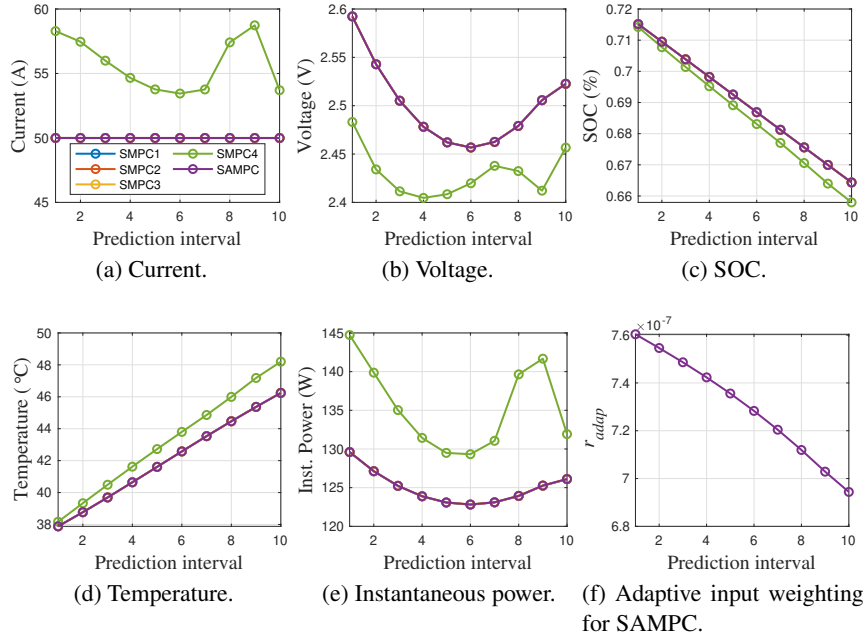 60
55
50
45
Current (A)
SMPC1
SMPC2
SMPC3
SMPC4
SAMPC
2 4 6 8 10
Prediction interval
(a) Current.
2.6
2.55
2.5
2.45
2.4
Voltage (V)
2 4 6 8 10
Prediction interval
(b) Voltage.
0.72
0.71
0.7
0.69
0.68
0.67
0.66
SOC (%)
2 4 6 8 10
Prediction interval
(c) SOC.
50
48
46
44
42
40
38
Temperature (°C)
2 4 6 8 10
Prediction interval
(d) Temperature.
145
140
135
130
125
120
Inst. Power (W)
2 4 6 8 10
Prediction interval
(e) Instantaneous power.
×10⁻⁷
7.6
7.4
7.2
7
6.8
r_adap
2 4 6 8 10
Prediction interval
(f) Adaptive input weighting
for SAMPC.